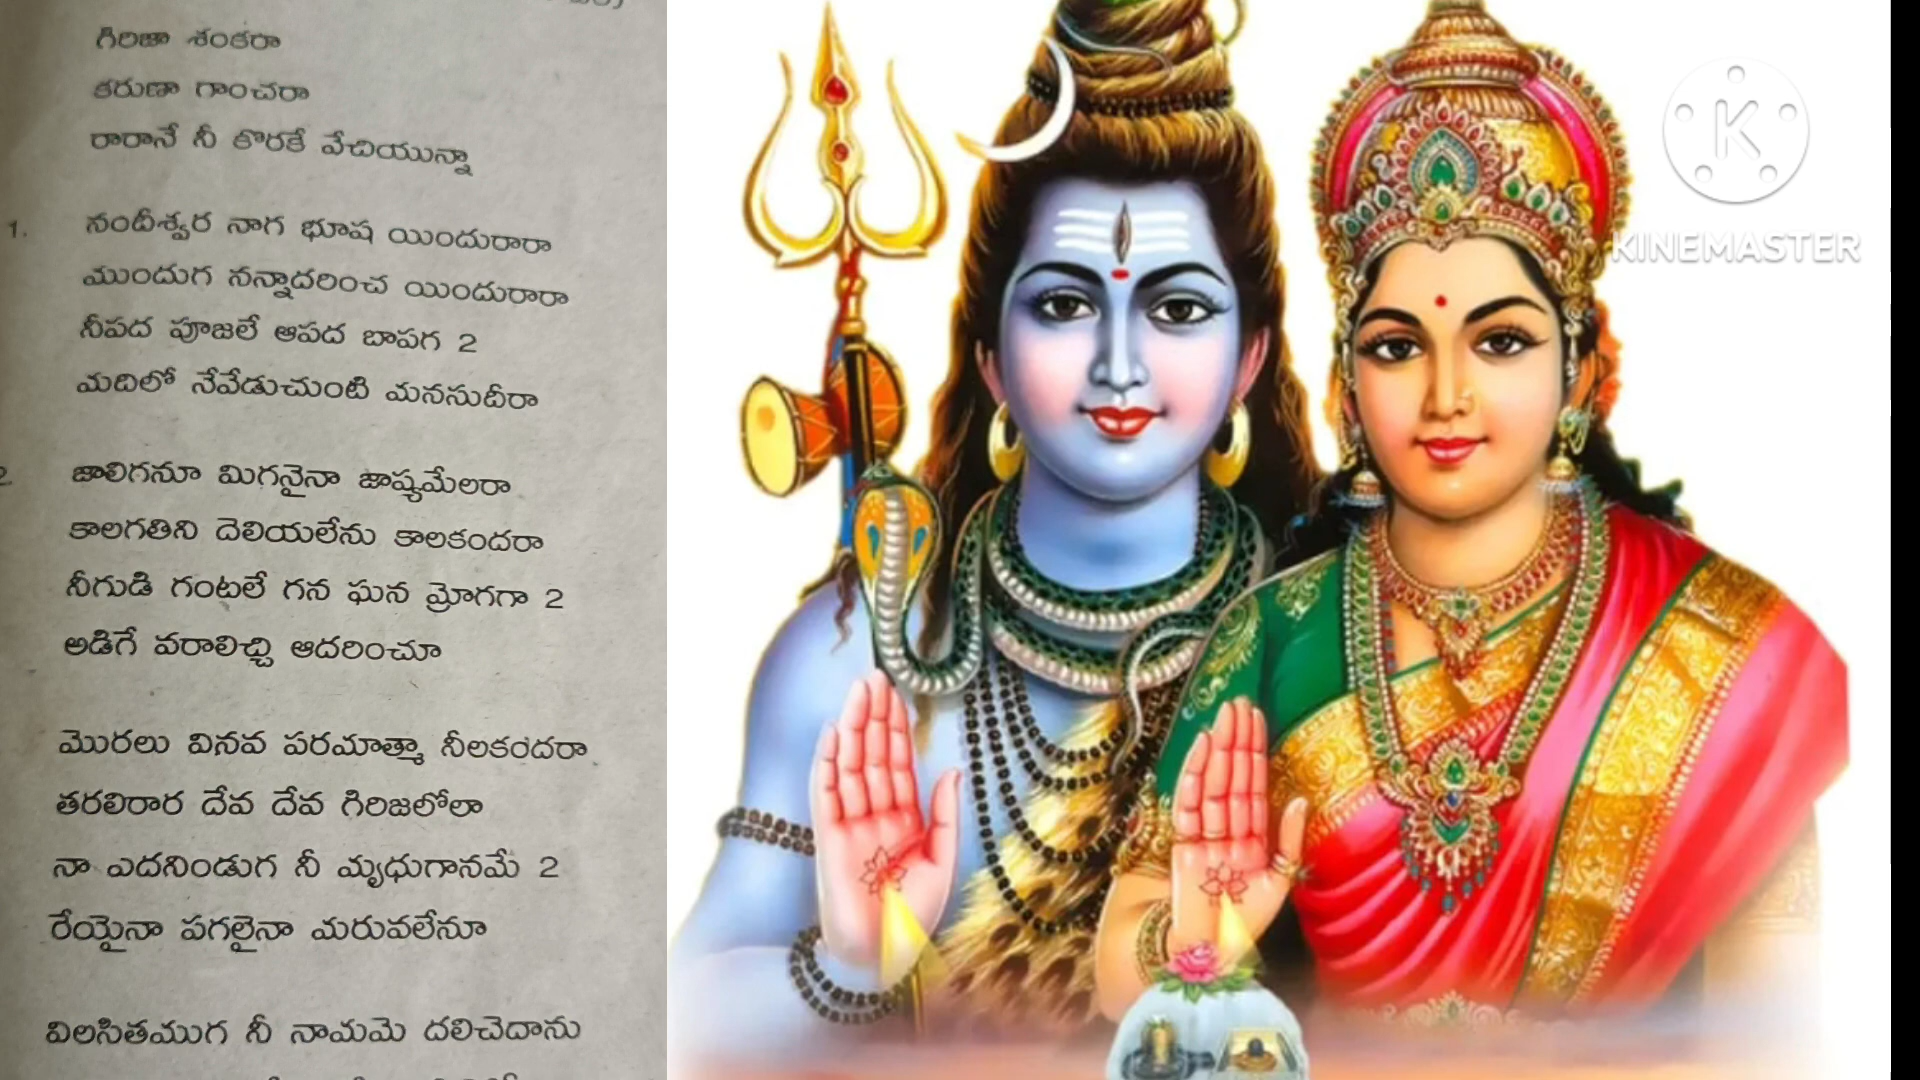 గిరిజా శంకరా
కరుణా గాంచరా
రారానే నీ కొరకే వేచియున్నా
1. నందీశ్వర నాగ భూష యిందురారా
ముందుగ నన్నాదరించ యిందురారా
నీపద పూజలే ఆపద బాపగ 2
మదిలో నేవేడుచుంటి మనసుదీరా
2 జాలిగనూ మిగనైనా జాష్యమేలరా
కాలగతిని దెలియలేను కాలకందరా
నీగుడి గంటలే గన ఘన మ్రోగగా 2
అడిగే వరాలిచ్చి ఆదరించూ
మొరలు వినవ పరమాత్మా నీలకందరా
తరలిరార దేవ దేవ గిరిజలోలా
నా ఎదనిండుగ నీ మృధుగానమే 2
రేయైనా పగలైనా మరువలేనూ
విలసితముగ నీ నామమె దలిచెదాను
K
KINEMASTER